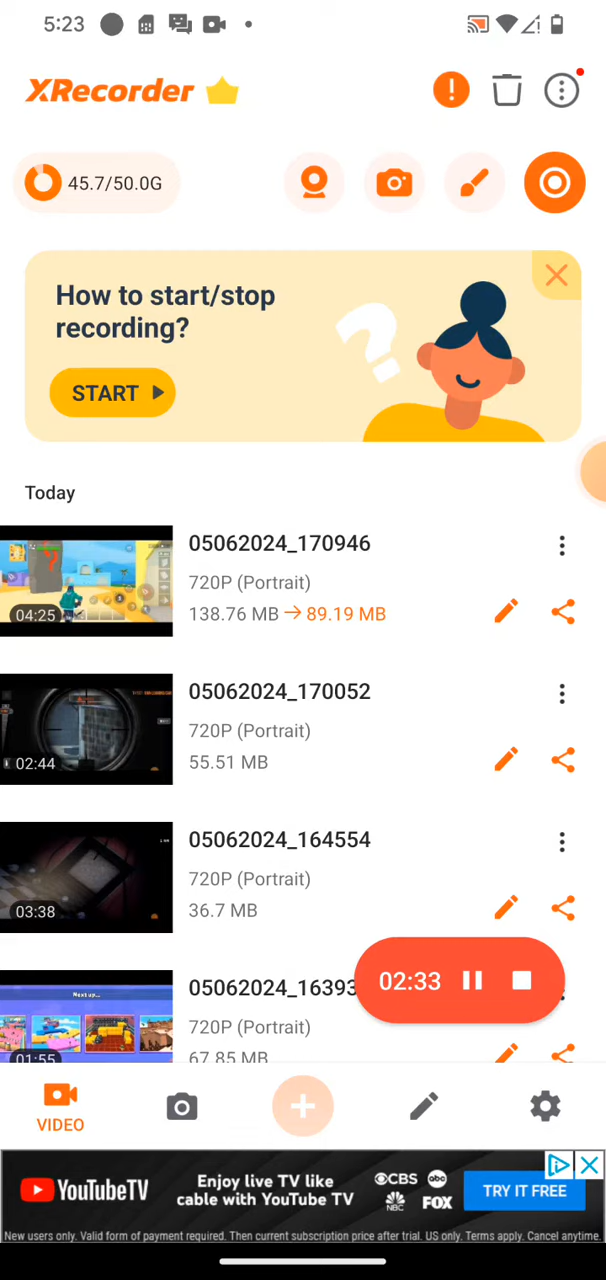 5:23
XRecorder
45.7/50.0G
How to start/stop
recording?
START
Today
04:25
05062024_170946
720P (Portrait)
138.76 MB → 89.19 MB
02:44
05062024_170052
720P (Portrait)
55.51 MB
03:38
05062024_164554
720P (Portrait)
36.7 MB
Next up...
01:55
05062024_16393
720P (Portrait)
67.85 MB
02:33
VIDEO
YouTubeTV
Enjoy live TV like
cable with YouTube TV
CBS abc
NBC FOX
TRY IT FREE
New users only. Valid form of payment required. Then current subscription price after trial. US only. Terms apply. Cancel anytime.